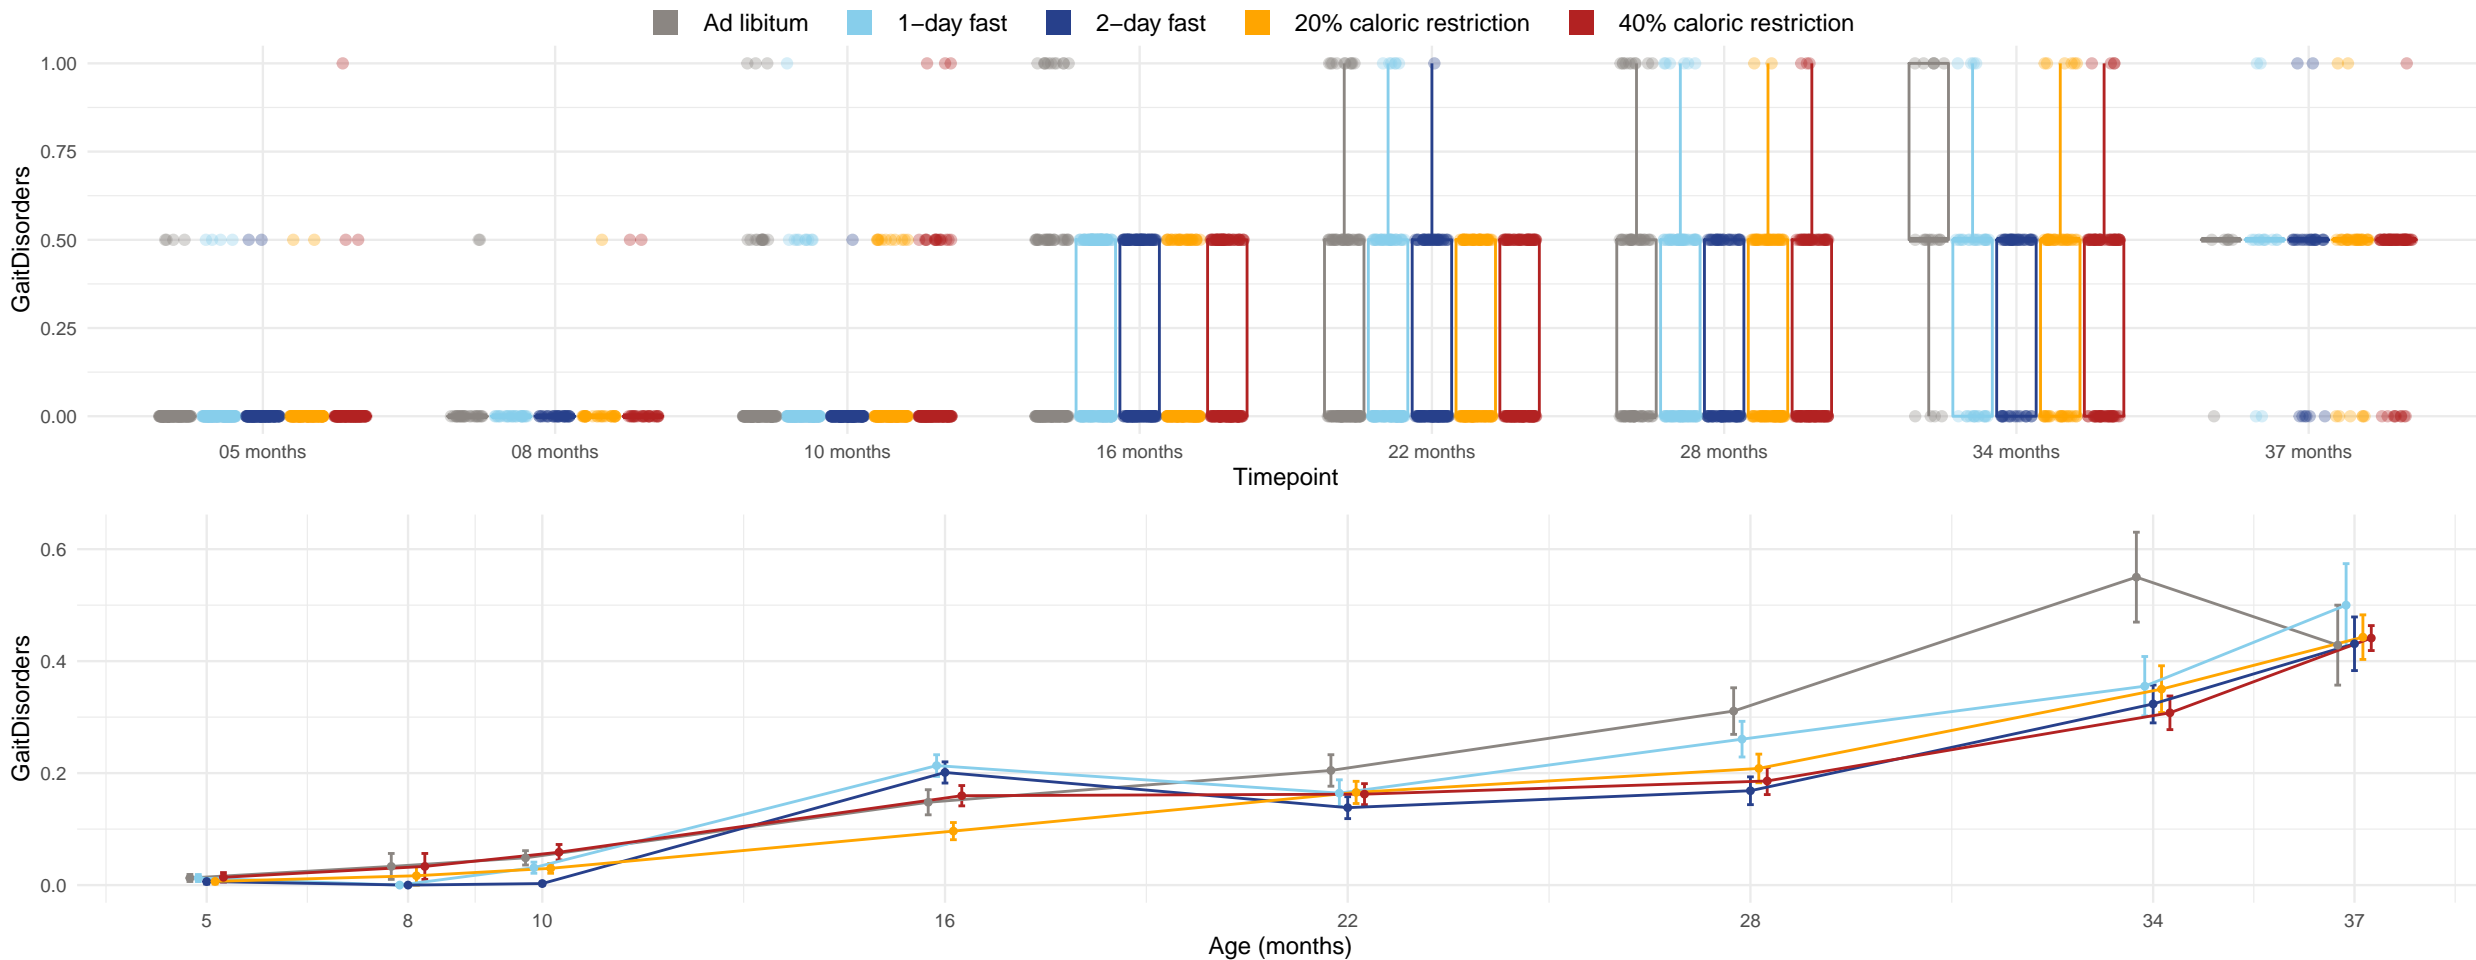 Ad libitum 1−day fast 2−day fast 20% caloric restriction 40% caloric restriction
1.00
0.75
0.50
0.25
0.00
GaitDisorders
05 months 08 months 10 months 16 months 22 months 28 months 34 months 37 months
Timepoint
0.6
0.4
0.2
0.0
GaitDisorders
5 8 10 16 22 28 34 37
Age (months)